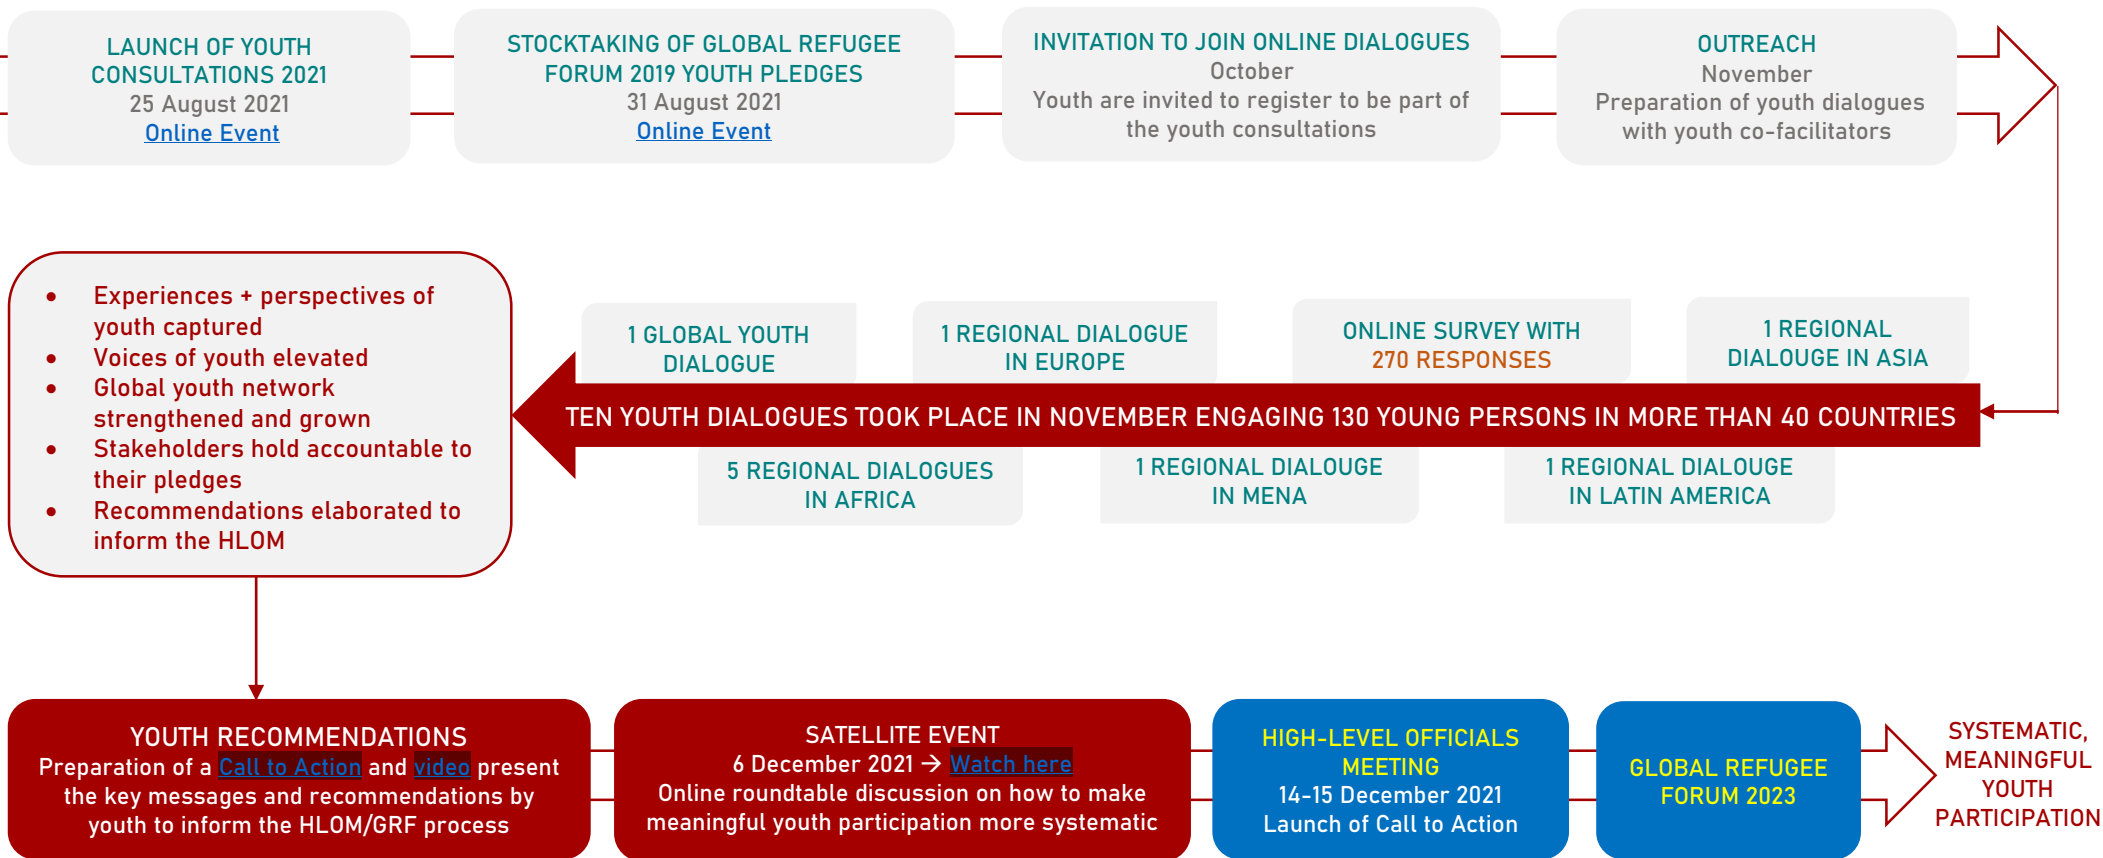 LAUNCH OF YOUTH
CONSULTATIONS 2021
25 August 2021
Online Event
STOCKTAKING OF GLOBAL REFUGEE
FORUM 2019 YOUTH PLEDGES
31 August 2021
Online Event
INVITATION TO JOIN ONLINE DIALOGUES
October
Youth are invited to register to be part of
the youth consultations
OUTREACH
November
Preparation of youth dialogues
with youth co-facilitators
1 GLOBAL YOUTH
DIALOGUE
1 REGIONAL DIALOGUE
IN EUROPE
ONLINE SURVEY WITH
270 RESPONSES
1 REGIONAL
DIALOUGE IN ASIA
TEN YOUTH DIALOGUES TOOK PLACE IN NOVEMBER ENGAGING 130 YOUNG PERSONS IN MORE THAN 40 COUNTRIES
5 REGIONAL DIALOGUES
IN AFRICA
1 REGIONAL DIALOUGE
IN MENA
1 REGIONAL DIALOUGE
IN LATIN AMERICA
• Experiences + perspectives of
youth captured
• Voices of youth elevated
• Global youth network
strengthened and grown
• Stakeholders hold accountable to
their pledges
• Recommendations elaborated to
inform the HLOM
YOUTH RECOMMENDATIONS
Preparation of a Call to Action and video present
the key messages and recommendations by
youth to inform the HLOM/GRF process
SATELLITE EVENT
6 December 2021 → Watch here
Online roundtable discussion on how to make
meaningful youth participation more systematic
HIGH-LEVEL OFFICIALS
MEETING
14-15 December 2021
Launch of Call to Action
GLOBAL REFUGEE
FORUM 2023
SYSTEMATIC,
MEANINGFUL
YOUTH
PARTICIPATION